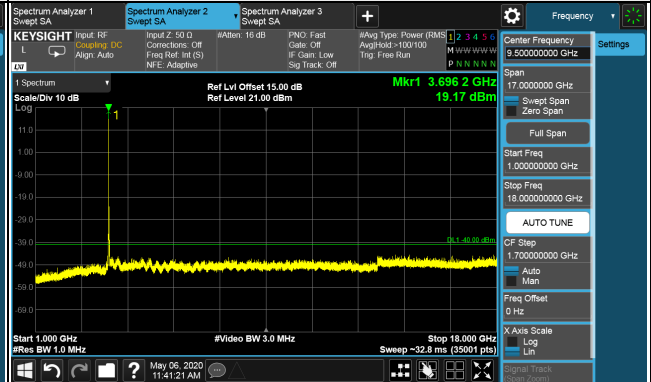 Spectrum Analyzer 1
Swept SA
Spectrum Analyzer 2
Swept SA
Spectrum Analyzer 3
Swept SA
Frequency
KEYSIGHT
L
LXI
Input: RF
Coupling: DC
Align: Auto
Input Z: 50 Ω
Corrections: Off
Freq Ref: Int (S)
NFE: Adaptive
#Atten: 16 dB
PNO: Fast
Gate: Off
IF Gain: Low
Sig Track: Off
#Avg Type: Power (RMS
Avg|Hold:>100/100
Trig: Free Run
1 2 3 4 5 6
M W W W W W
P N N N N N
1 Spectrum
Scale/Div 10 dB
Log
Ref Lvl Offset 15.00 dB
Ref Level 21.00 dBm
Mkr1 3.696 2 GHz
19.17 dBm
1
11.0
1.00
-9.00
-19.0
-29.0
-39.0
-49.0
-59.0
-69.0
DL1 -40.00 dBm
Start 1.000 GHz
#Res BW 1.0 MHz
#Video BW 3.0 MHz
Stop 18.000 GHz
Sweep ~32.8 ms (35001 pts)
May 06, 2020
11:41:21 AM
Center Frequency
9.500000000 GHz
Settings
Span
17.0000000 GHz
Swept Span
Zero Span
Full Span
Start Freq
1.000000000 GHz
Stop Freq
18.000000000 GHz
AUTO TUNE
CF Step
1.700000000 GHz
Auto
Man
Freq Offset
0 Hz
X Axis Scale
Log
Lin
Signal Track
(Span Zoom)